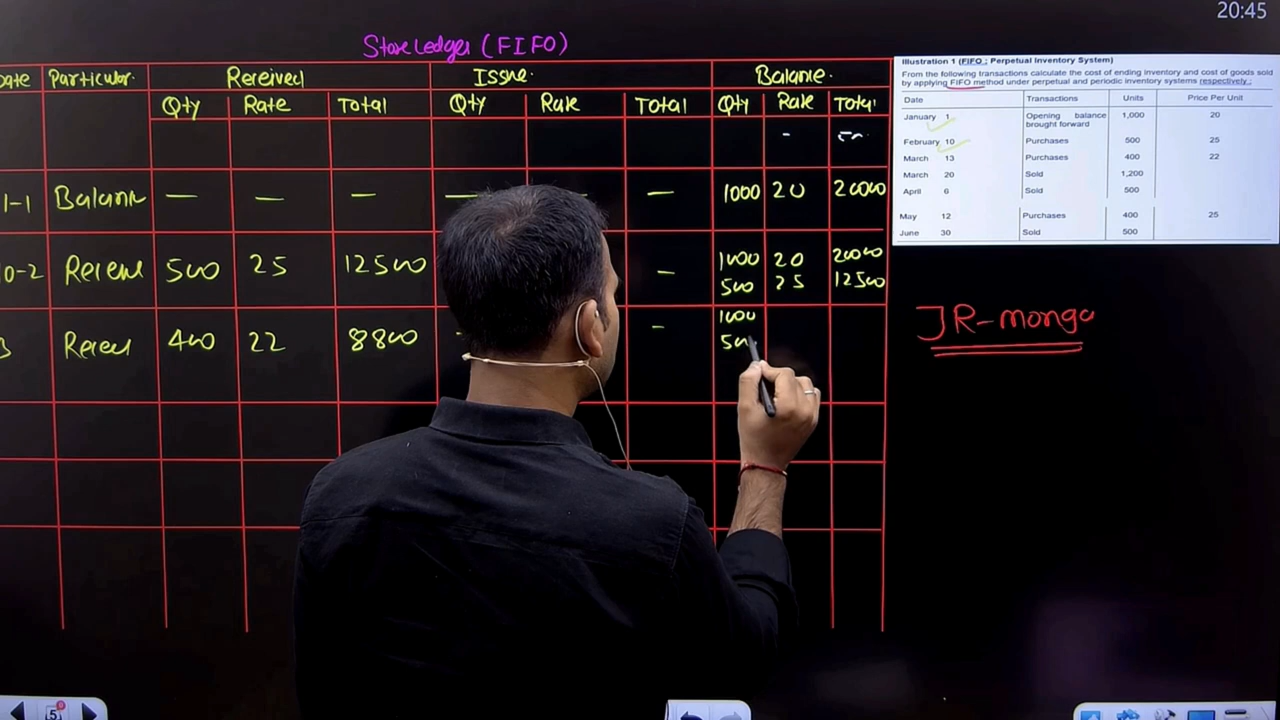 20:45
Store Ledger (FIFO)
Date Particular Received Issue. Balance.
Qty Rate Total Qty Rate Total Qty Rate Total
1-1 Balance — — — — — — 1000 20 20000
10-2 Receive 500 25 12500 — 1000 20 20000
500 25 12500
3 Receive 400 22 8800 — 1000
500
Illustration 1 (FIFO : Perpetual Inventory System)
From the following transactions calculate the cost of ending inventory and cost of goods sold
by applying FIFO method under perpetual and periodic inventory systems respectively :
Date Transactions Units Price Per Unit
January 1 Opening balance brought forward 1,000 20
February 10 Purchases 500 25
March 13 Purchases 400 22
March 20 Sold 1,200
April 6 Sold 500
May 12 Purchases 400 25
June 30 Sold 500
JR-monga
5